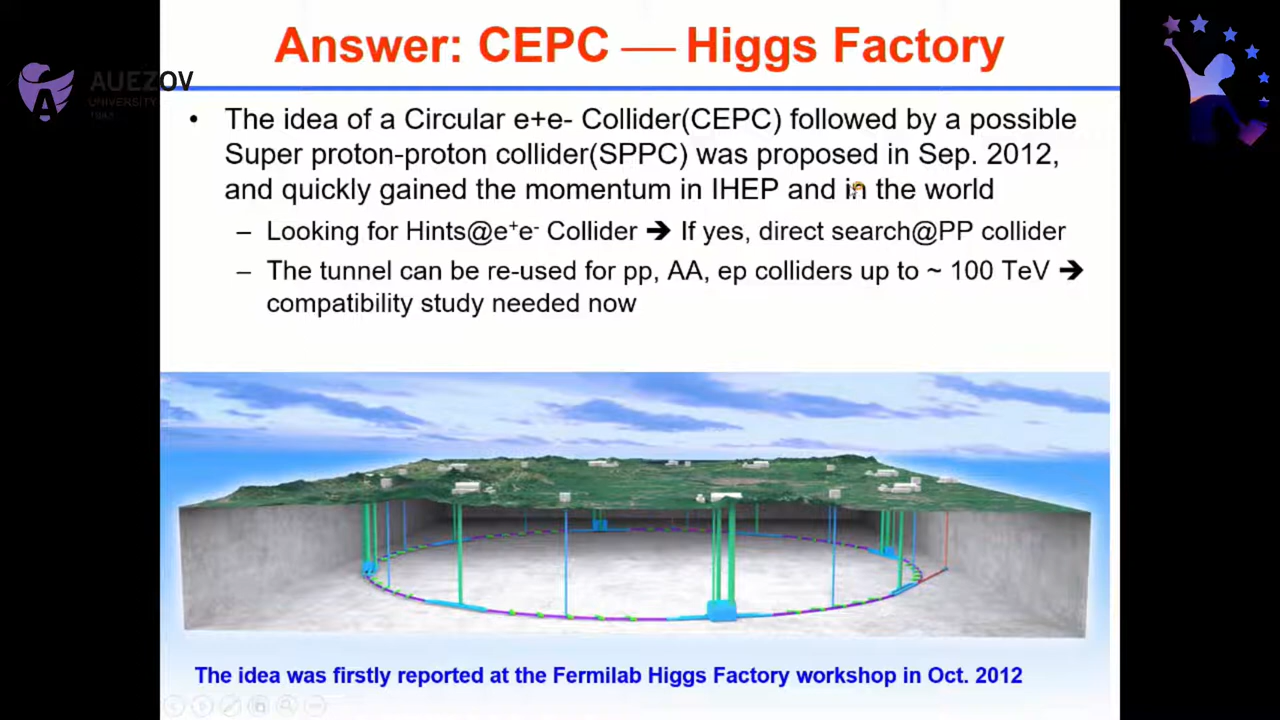 Answer: CEPC — Higgs Factory
AUEZOV
UNIVERSITY
1943
• The idea of a Circular e+e- Collider(CEPC) followed by a possible
Super proton-proton collider(SPPC) was proposed in Sep. 2012,
and quickly gained the momentum in IHEP and in the world
– Looking for Hints@e⁺e⁻ Collider ➔ If yes, direct search@PP collider
– The tunnel can be re-used for pp, AA, ep colliders up to ~ 100 TeV ➔
compatibility study needed now
The idea was firstly reported at the Fermilab Higgs Factory workshop in Oct. 2012